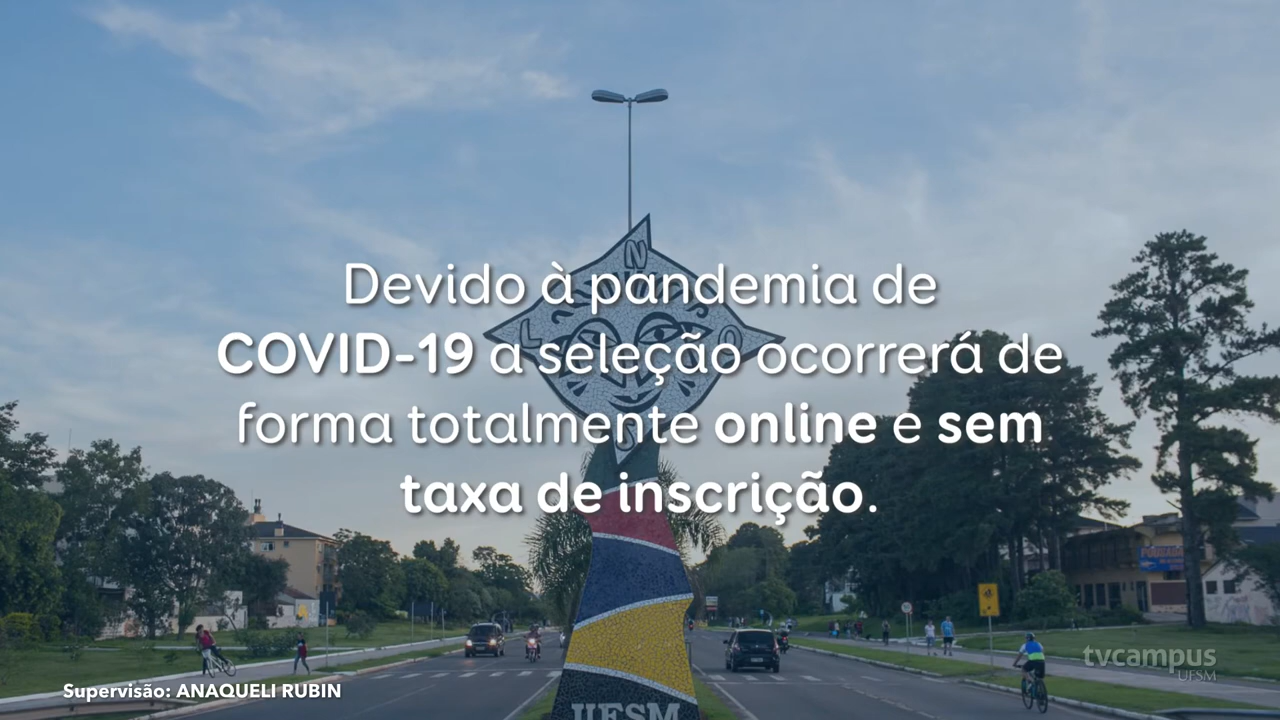 N
L
O
S
Devido à pandemia de
COVID-19 a seleção ocorrerá de
forma totalmente online e sem
taxa de inscrição.
tvcampus
UFSM
Supervisão: ANAQUELI RUBIN
UFSM